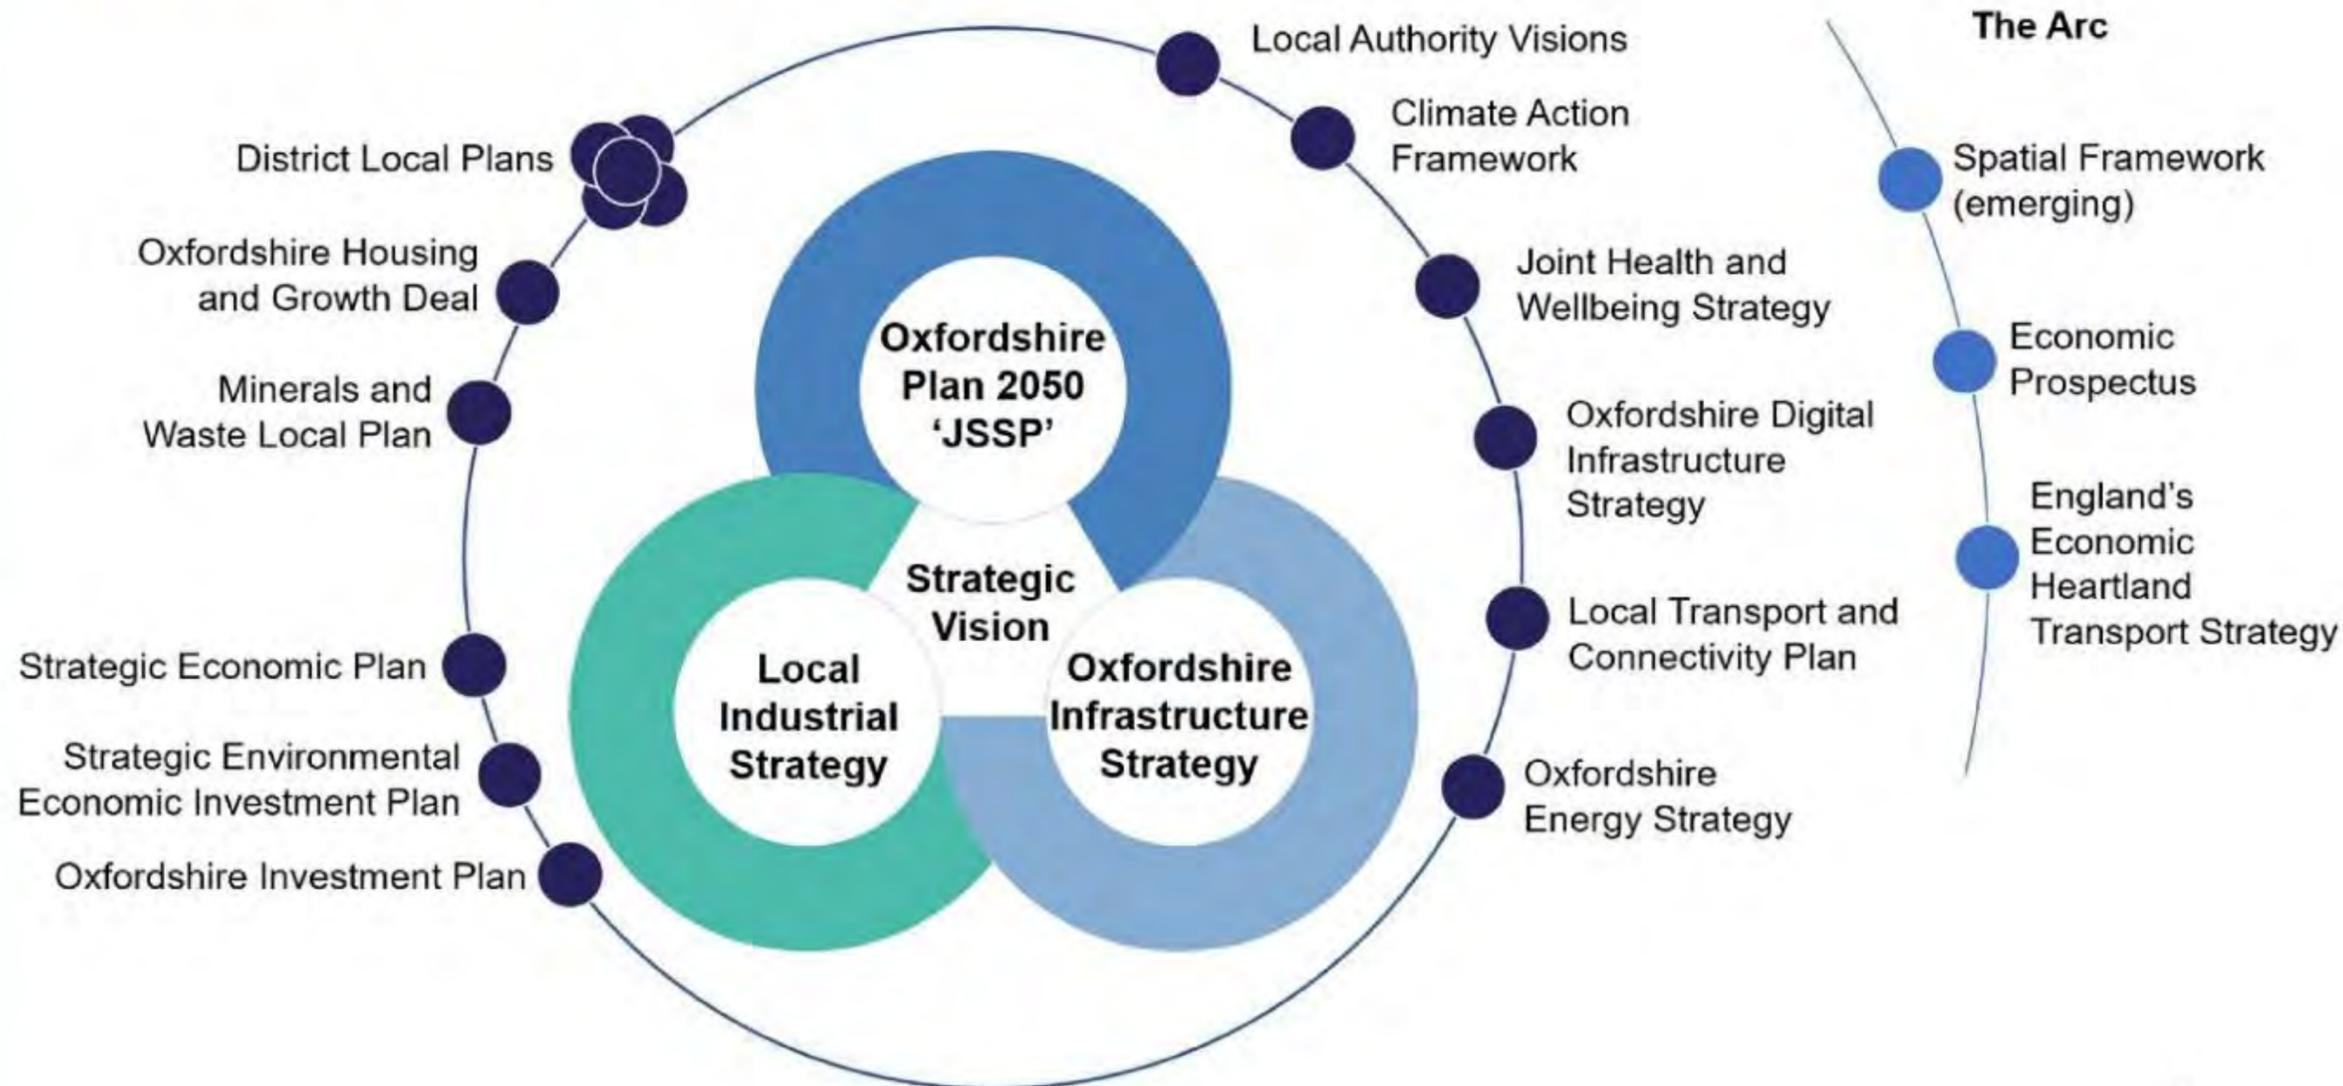 District Local Plans
Oxfordshire Housing
and Growth Deal
Minerals and
Waste Local Plan
Strategic Economic Plan
Strategic Environmental
Economic Investment Plan
Oxfordshire Investment Plan
Oxfordshire
Plan 2050
‘JSSP’
Strategic
Vision
Local
Industrial
Strategy
Oxfordshire
Infrastructure
Strategy
Local Authority Visions
Climate Action
Framework
Joint Health and
Wellbeing Strategy
Oxfordshire Digital
Infrastructure
Strategy
Local Transport and
Connectivity Plan
Oxfordshire
Energy Strategy
The Arc
Spatial Framework
(emerging)
Economic
Prospectus
England’s
Economic
Heartland
Transport Strategy